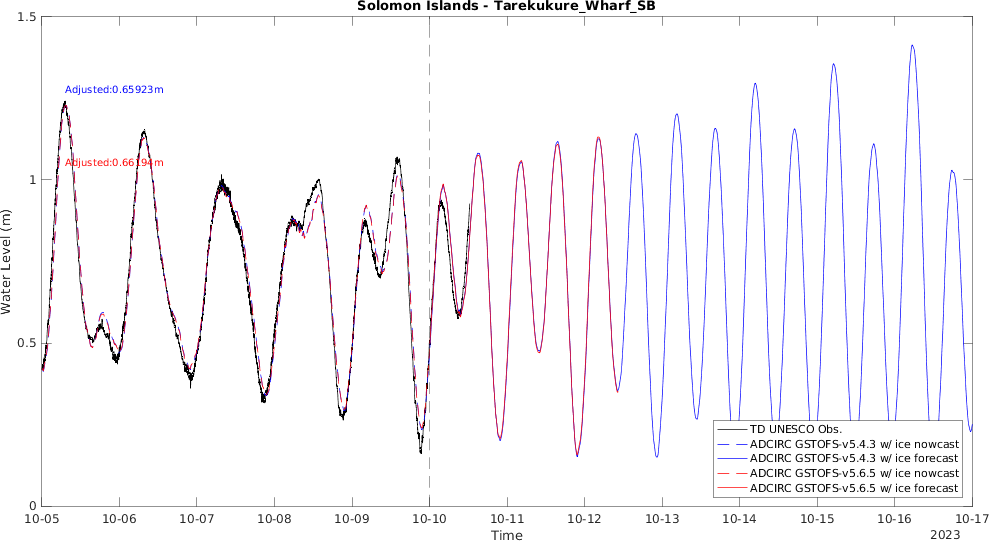 Solomon Islands - Tarekukure_Wharf_SB
1.5
Adjusted:0.65923m
Adjusted:0.66194m
1
Water Level (m)
0.5
TD UNESCO Obs.
ADCIRC GSTOFS-v5.4.3 w/ ice nowcast
ADCIRC GSTOFS-v5.4.3 w/ ice forecast
ADCIRC GSTOFS-v5.6.5 w/ ice nowcast
ADCIRC GSTOFS-v5.6.5 w/ ice forecast
0
10-05 10-06 10-07 10-08 10-09 10-10 10-11 10-12 10-13 10-14 10-15 10-16 10-17
Time
2023